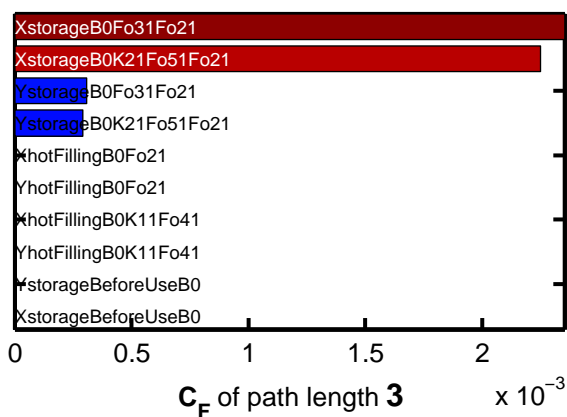 XstorageB0Fo31Fo21
XstorageB0K21Fo51Fo21
YstorageB0Fo31Fo21
YstorageB0K21Fo51Fo21
XhotFillingB0Fo21
YhotFillingB0Fo21
XhotFillingB0K11Fo41
YhotFillingB0K11Fo41
YstorageBeforeUseB0
XstorageBeforeUseB0
0 0.5 1 1.5 2
C_F of path length 3 x 10^−3